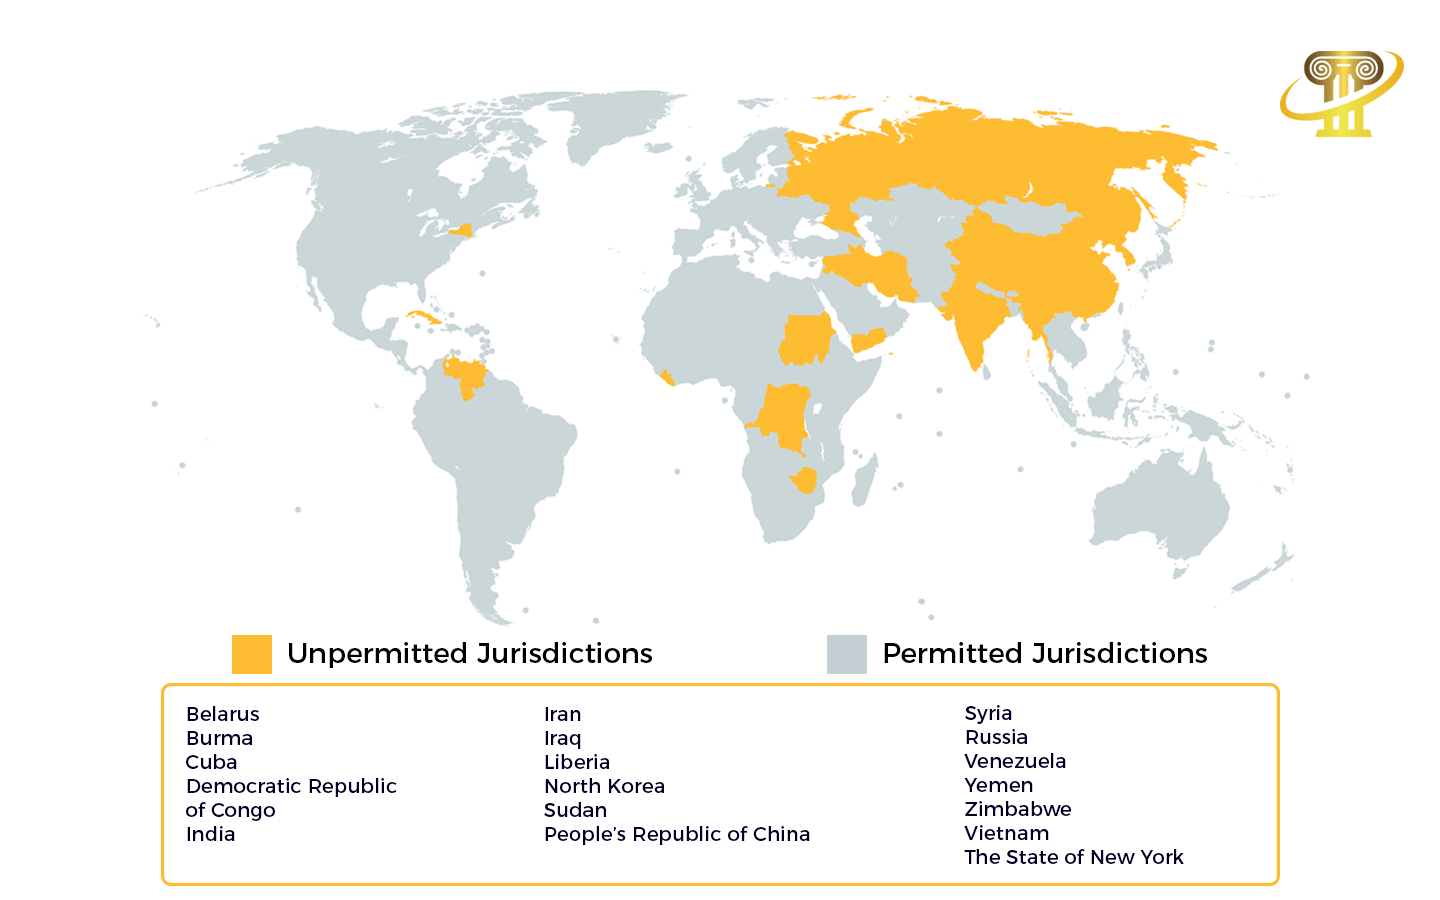 Unpermitted Jurisdictions
Permitted Jurisdictions
Belarus
Burma
Cuba
Democratic Republic
of Congo
India
Iran
Iraq
Liberia
North Korea
Sudan
People’s Republic of China
Syria
Russia
Venezuela
Yemen
Zimbabwe
Vietnam
The State of New York